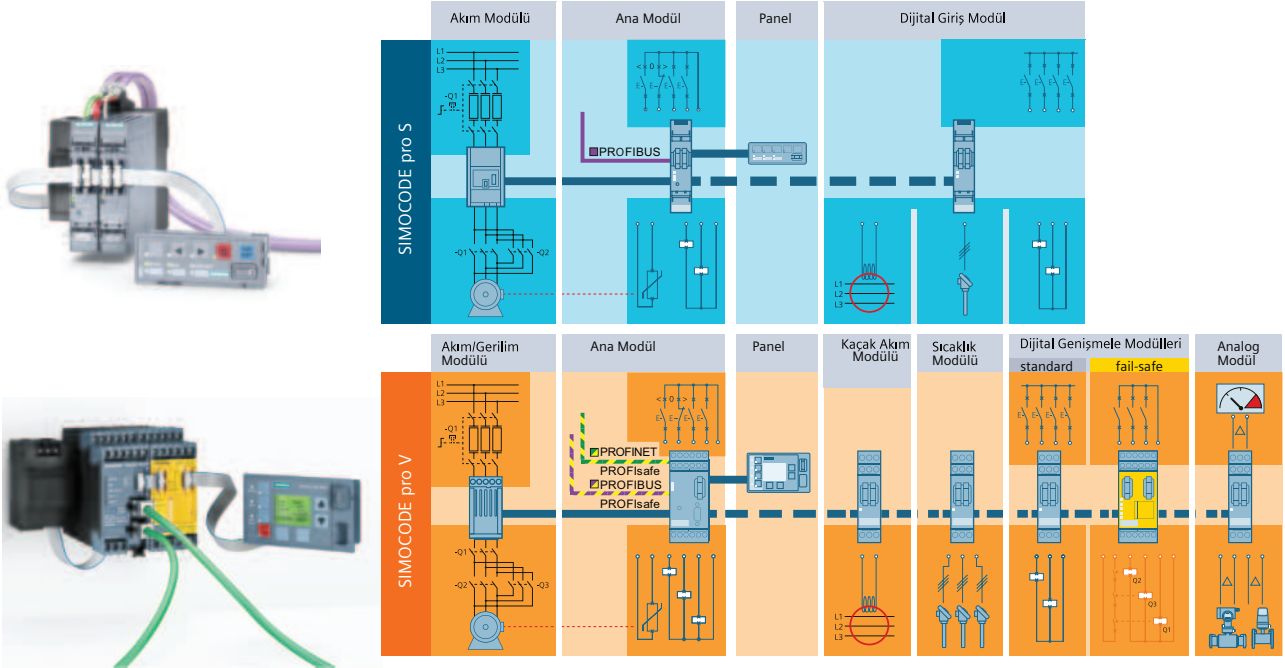 Akım Modülü
Ana Modül
Panel
Dijital Giriş Modül
SIMOCODE pro S
L1
L2
L3
-Q1
< × 0 × >
E
E
PROFIBUS
E
E
-Q1
-Q2
L1
L2
L3
Akım/Gerilim
Modülü
Ana Modül
Panel
Kaçak Akım
Modülü
Sıcaklık
Modülü
Dijital Genişmele Modülleri
standard
fail-safe
Analog
Modül
SIMOCODE pro V
L1
L2
L3
-Q1
< × 0 × >
E
E
PROFINET
PROFIsafe
PROFIBUS
PROFIsafe
E
E
-Q1
-Q2
-Q3
L1
L2
L3
Q2
Q3
Q1